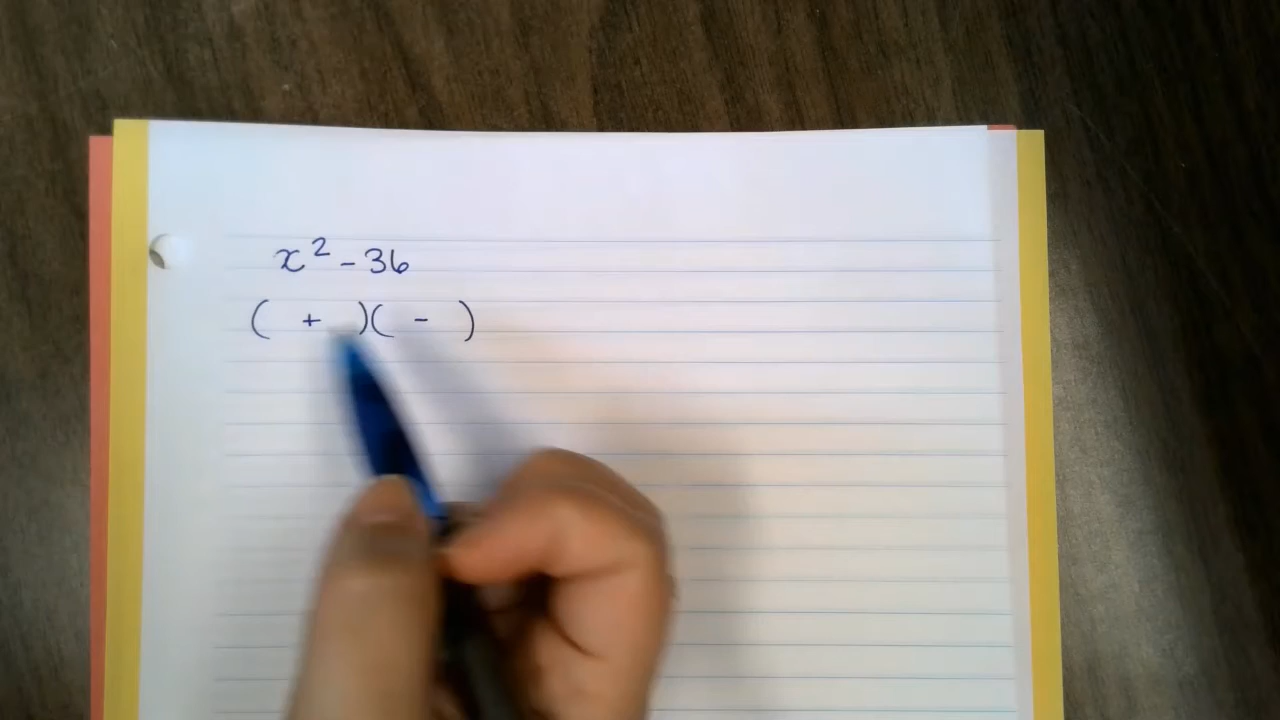 x² - 36
( + )( - )